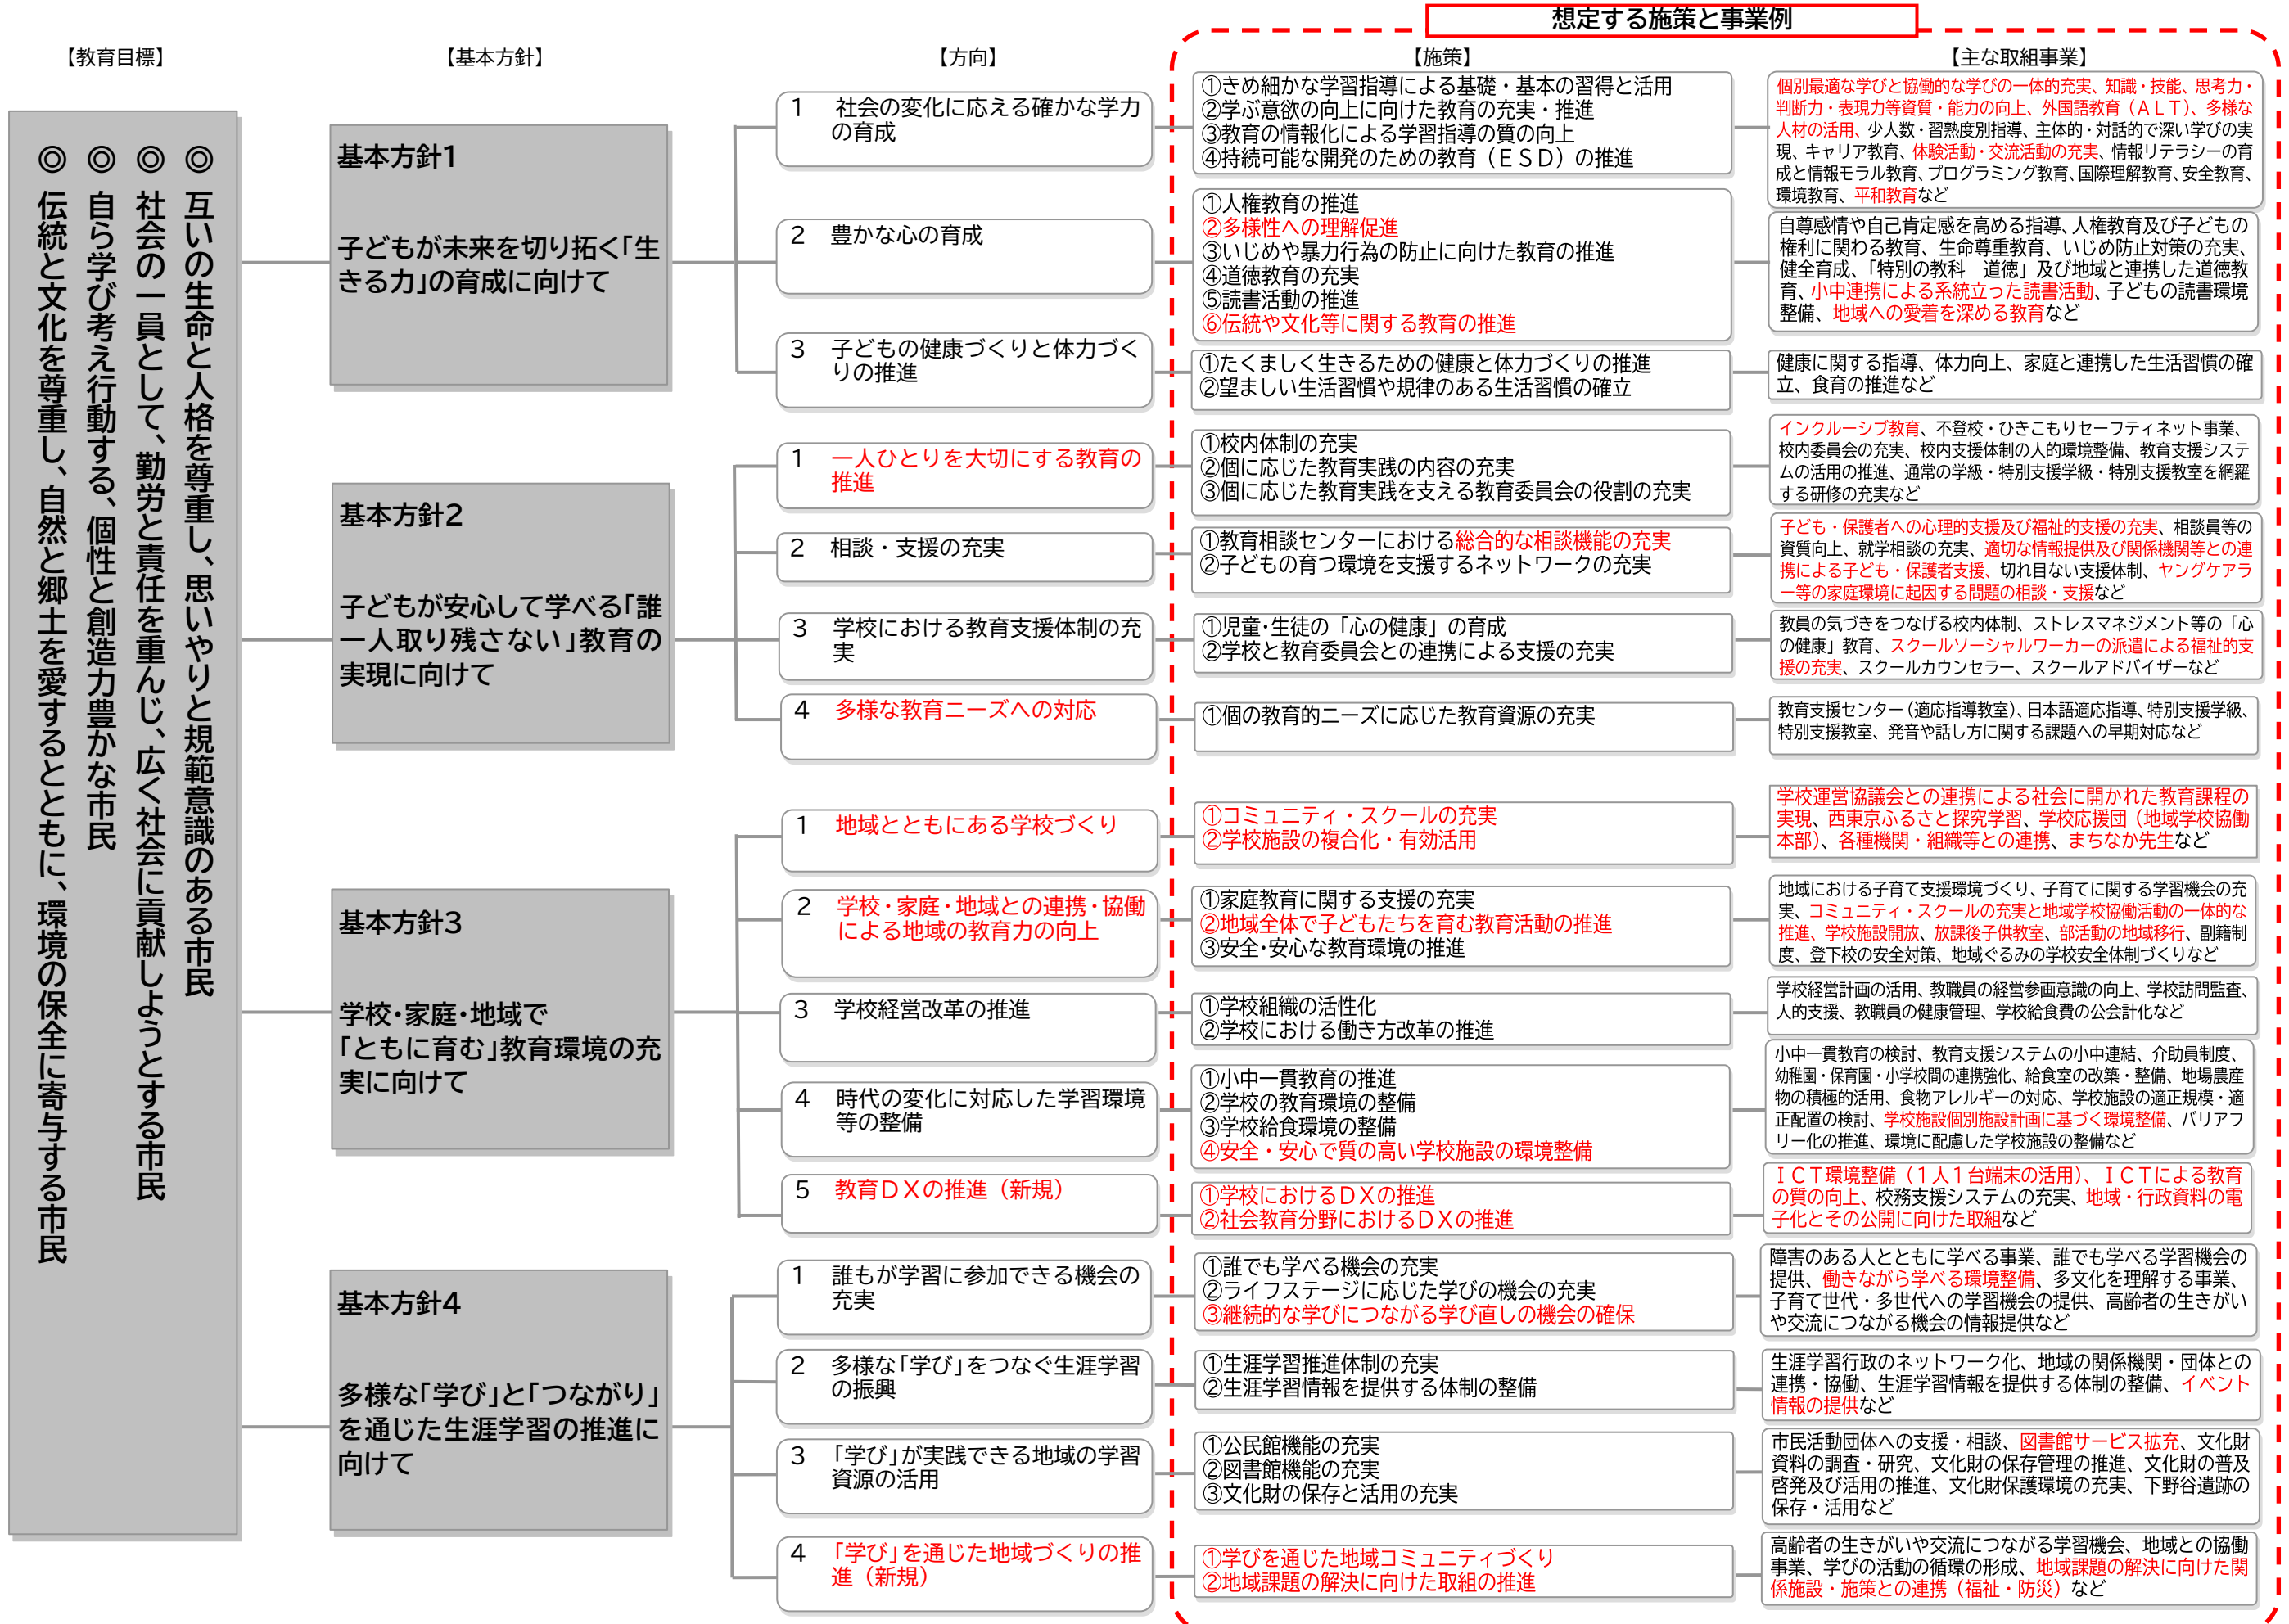 想定する施策と事業例
【教育目標】
【基本方針】
【方向】
【施策】
【主な取組事業】
◎ 互いの生命と人格を尊重し、思いやりと規範意識のある市民
◎ 社会の一員として、勤労と責任を重んじ、広く社会に貢献しようとする市民
◎ 自ら学び考え行動する、個性と創造力豊かな市民
◎ 伝統と文化を尊重し、自然と郷土を愛するとともに、環境の保全に寄与する市民
基本方針1
子どもが未来を切り拓く「生
きる力」の育成に向けて
1 社会の変化に応える確かな学力
の育成
①きめ細かな学習指導による基礎・基本の習得と活用
②学ぶ意欲の向上に向けた教育の充実・推進
③教育の情報化による学習指導の質の向上
④持続可能な開発のための教育（ＥＳＤ）の推進
個別最適な学びと協働的な学びの一体的充実、知識・技能、思考力・
判断力・表現力等資質・能力の向上、外国語教育（ＡＬＴ）、多様な
人材の活用、少人数・習熟度別指導、主体的・対話的で深い学びの実
現、キャリア教育、体験活動・交流活動の充実、情報リテラシーの育
成と情報モラル教育、プログラミング教育、国際理解教育、安全教育、
環境教育、平和教育など
2 豊かな心の育成
①人権教育の推進
②多様性への理解促進
③いじめや暴力行為の防止に向けた教育の推進
④道徳教育の充実
⑤読書活動の推進
⑥伝統や文化等に関する教育の推進
自尊感情や自己肯定感を高める指導、人権教育及び子どもの
権利に関わる教育、生命尊重教育、いじめ防止対策の充実、
健全育成、「特別の教科　道徳」及び地域と連携した道徳教
育、小中連携による系統立った読書活動、子どもの読書環境
整備、地域への愛着を深める教育など
3 子どもの健康づくりと体力づく
りの推進
①たくましく生きるための健康と体力づくりの推進
②望ましい生活習慣や規律のある生活習慣の確立
健康に関する指導、体力向上、家庭と連携した生活習慣の確
立、食育の推進など
基本方針2
子どもが安心して学べる「誰
一人取り残さない」教育の
実現に向けて
1 一人ひとりを大切にする教育の
推進
①校内体制の充実
②個に応じた教育実践の内容の充実
③個に応じた教育実践を支える教育委員会の役割の充実
インクルーシブ教育、不登校・ひきこもりセーフティネット事業、
校内委員会の充実、校内支援体制の人的環境整備、教育支援システ
ムの活用の推進、通常の学級・特別支援学級・特別支援教室を網羅
する研修の充実など
2 相談・支援の充実
①教育相談センターにおける総合的な相談機能の充実
②子どもの育つ環境を支援するネットワークの充実
子ども・保護者への心理的支援及び福祉的支援の充実、相談員等の
資質向上、就学相談の充実、適切な情報提供及び関係機関等との連
携による子ども・保護者支援、切れ目ない支援体制、ヤングケアラ
ー等の家庭環境に起因する問題の相談・支援など
3 学校における教育支援体制の充
実
①児童・生徒の「心の健康」の育成
②学校と教育委員会との連携による支援の充実
教員の気づきをつなげる校内体制、ストレスマネジメント等の「心
の健康」教育、スクールソーシャルワーカーの派遣による福祉的支
援の充実、スクールカウンセラー、スクールアドバイザーなど
4 多様な教育ニーズへの対応
①個の教育的ニーズに応じた教育資源の充実
教育支援センター（適応指導教室）、日本語適応指導、特別支援学級、
特別支援教室、発音や話し方に関する課題への早期対応など
基本方針3
学校・家庭・地域で
「ともに育む」教育環境の充
実に向けて
1 地域とともにある学校づくり
①コミュニティ・スクールの充実
②学校施設の複合化・有効活用
学校運営協議会との連携による社会に開かれた教育課程の
実現、西東京ふるさと探究学習、学校応援団（地域学校協働
本部）、各種機関・組織等との連携、まちなか先生など
2 学校・家庭・地域との連携・協働
による地域の教育力の向上
①家庭教育に関する支援の充実
②地域全体で子どもたちを育む教育活動の推進
③安全・安心な教育環境の推進
地域における子育て支援環境づくり、子育てに関する学習機会の充
実、コミュニティ・スクールの充実と地域学校協働活動の一体的な
推進、学校施設開放、放課後子供教室、部活動の地域移行、副籍制
度、登下校の安全対策、地域ぐるみの学校安全体制づくりなど
3 学校経営改革の推進
①学校組織の活性化
②学校における働き方改革の推進
学校経営計画の活用、教職員の経営参画意識の向上、学校訪問監査、
人的支援、教職員の健康管理、学校給食費の公会計化など
4 時代の変化に対応した学習環境
等の整備
①小中一貫教育の推進
②学校の教育環境の整備
③学校給食環境の整備
④安全・安心で質の高い学校施設の環境整備
小中一貫教育の検討、教育支援システムの小中連結、介助員制度、
幼稚園・保育園・小学校間の連携強化、給食室の改築・整備、地場農産
物の積極的活用、食物アレルギーの対応、学校施設の適正規模・適
正配置の検討、学校施設個別施設計画に基づく環境整備、バリアフ
リー化の推進、環境に配慮した学校施設の整備など
5 教育ＤＸの推進（新規）
①学校におけるＤＸの推進
②社会教育分野におけるＤＸの推進
ＩＣＴ環境整備（１人１台端末の活用）、ＩＣＴによる教育
の質の向上、校務支援システムの充実、地域・行政資料の電
子化とその公開に向けた取組など
基本方針4
多様な「学び」と「つながり」
を通じた生涯学習の推進に
向けて
1 誰もが学習に参加できる機会の
充実
①誰でも学べる機会の充実
②ライフステージに応じた学びの機会の充実
③継続的な学びにつながる学び直しの機会の確保
障害のある人とともに学べる事業、誰でも学べる学習機会の
提供、働きながら学べる環境整備、多文化を理解する事業、
子育て世代・多世代への学習機会の提供、高齢者の生きがい
や交流につながる機会の情報提供など
2 多様な「学び」をつなぐ生涯学習
の振興
①生涯学習推進体制の充実
②生涯学習情報を提供する体制の整備
生涯学習行政のネットワーク化、地域の関係機関・団体との
連携・協働、生涯学習情報を提供する体制の整備、イベント
情報の提供など
3 「学び」が実践できる地域の学習
資源の活用
①公民館機能の充実
②図書館機能の充実
③文化財の保存と活用の充実
市民活動団体への支援・相談、図書館サービス拡充、文化財
資料の調査・研究、文化財の保存管理の推進、文化財の普及
啓発及び活用の推進、文化財保護環境の充実、下野谷遺跡の
保存・活用など
4 「学び」を通じた地域づくりの推
進（新規）
①学びを通じた地域コミュニティづくり
②地域課題の解決に向けた取組の推進
高齢者の生きがいや交流につながる学習機会、地域との協働
事業、学びの活動の循環の形成、地域課題の解決に向けた関
係施設・施策との連携（福祉・防災）など